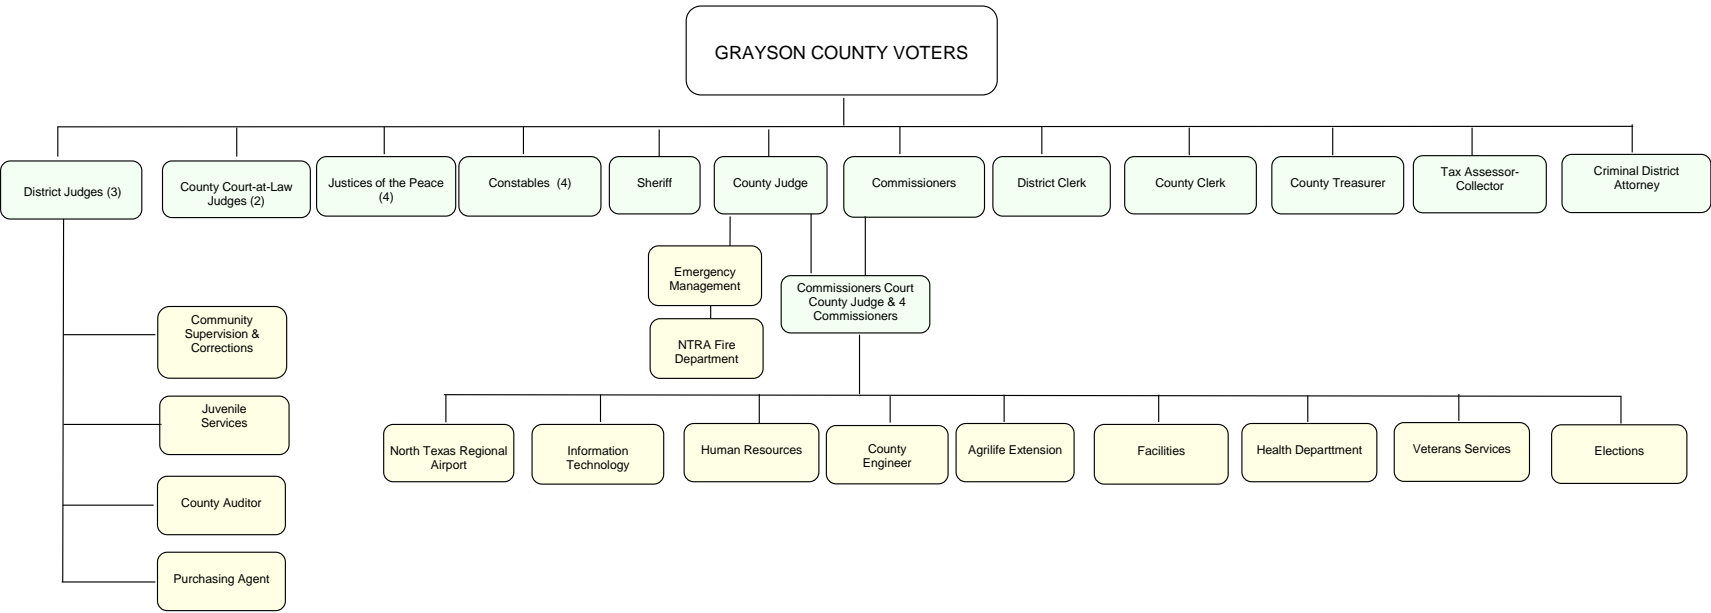 GRAYSON COUNTY VOTERS
District Judges (3)
County Court-at-Law
Judges (2)
Justices of the Peace
(4)
Constables (4)
Sheriff
County Judge
Commissioners
District Clerk
County Clerk
County Treasurer
Tax Assessor-
Collector
Criminal District
Attorney
Emergency
Management
Commissioners Court
County Judge & 4
Commissioners
NTRA Fire
Department
Community
Supervision &
Corrections
Juvenile
Services
County Auditor
Purchasing Agent
North Texas Regional
Airport
Information
Technology
Human Resources
County
Engineer
Agrilife Extension
Facilities
Health Departtment
Veterans Services
Elections